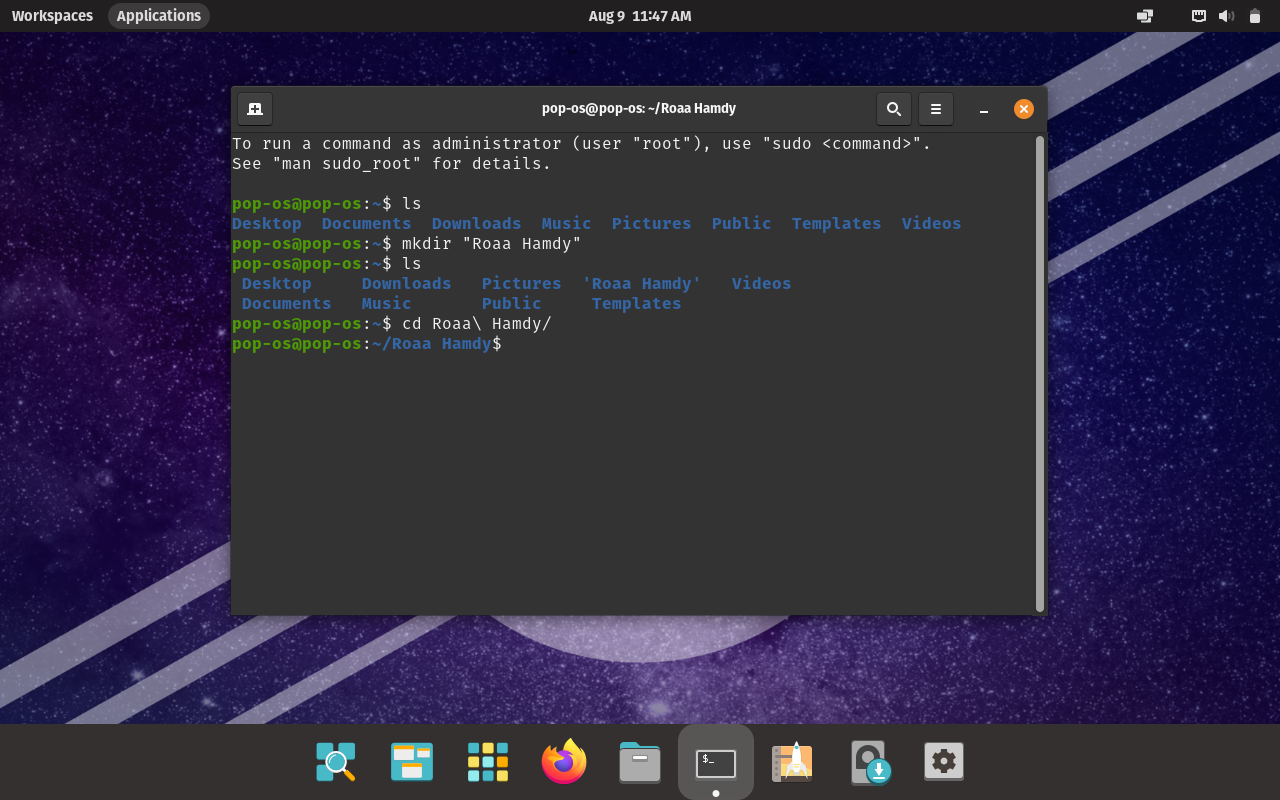 Workspaces Applications Aug 9 11:47 AM
pop-os@pop-os: ~/Roaa Hamdy
To run a command as administrator (user "root"), use "sudo <command>".
See "man sudo_root" for details.
pop-os@pop-os:~$ ls
Desktop Documents Downloads Music Pictures Public Templates Videos
pop-os@pop-os:~$ mkdir "Roaa Hamdy"
pop-os@pop-os:~$ ls
Desktop Downloads Pictures 'Roaa Hamdy' Videos
Documents Music Public Templates
pop-os@pop-os:~$ cd Roaa\ Hamdy/
pop-os@pop-os:~/Roaa Hamdy$
$_